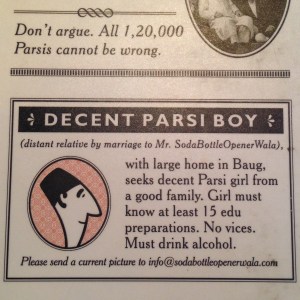 Don't argue. All 1,20,000
Parsis cannot be wrong.
DECENT PARSI BOY
(distant relative by marriage to Mr. SodaBottleOpenerWala),
with large home in Baug,
seeks decent Parsi girl from
a good family. Girl must
know at least 15 edu
preparations. No vices.
Must drink alcohol.
Please send a current picture to info@sodabottleopenerwala.com